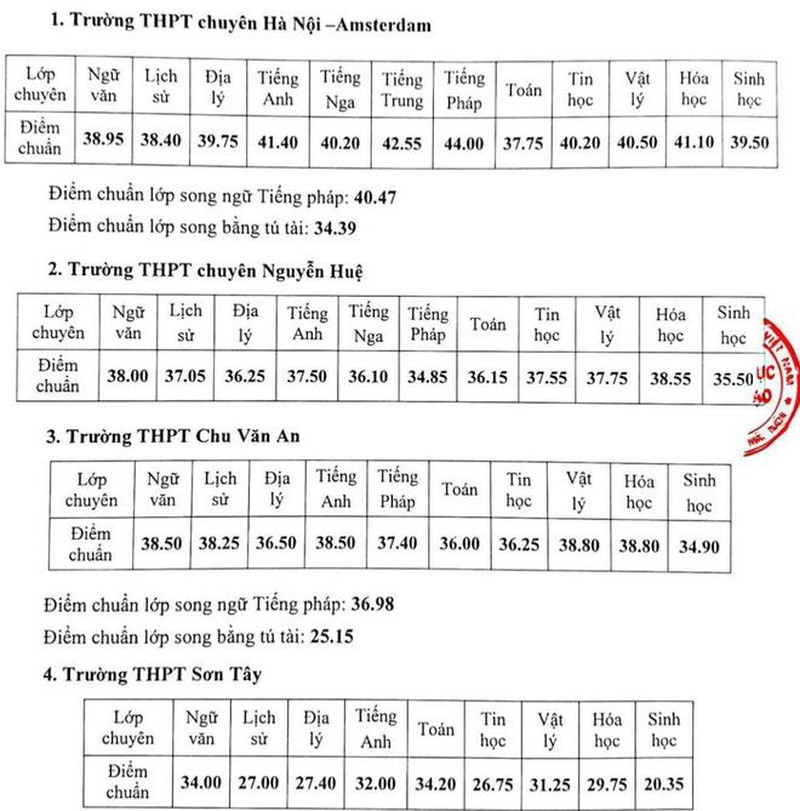 1. Trường THPT chuyên Hà Nội –Amsterdam
Lớp chuyên Ngữ văn Lịch sử Địa lý Tiếng Anh Tiếng Nga Tiếng Trung Tiếng Pháp Toán Tin học Vật lý Hóa học Sinh học
Điểm chuẩn 38.95 38.40 39.75 41.40 40.20 42.55 44.00 37.75 40.20 40.50 41.10 39.50
Điểm chuẩn lớp song ngữ Tiếng pháp: 40.47
Điểm chuẩn lớp song bằng tú tài: 34.39
2. Trường THPT chuyên Nguyễn Huệ
Lớp chuyên Ngữ văn Lịch sử Địa lý Tiếng Anh Tiếng Nga Tiếng Pháp Toán Tin học Vật lý Hóa học Sinh học
Điểm chuẩn 38.00 37.05 36.25 37.50 36.10 34.85 36.15 37.55 37.75 38.55 35.50
VIỆT NAM
ỤC
3. Trường THPT Chu Văn An
Lớp chuyên Ngữ văn Lịch sử Địa lý Tiếng Anh Tiếng Pháp Toán Tin học Vật lý Hóa học Sinh học
Điểm chuẩn 38.50 38.25 36.50 38.50 37.40 36.00 36.25 38.80 38.80 34.90
Điểm chuẩn lớp song ngữ Tiếng pháp: 36.98
Điểm chuẩn lớp song bằng tú tài: 25.15
4. Trường THPT Sơn Tây
Lớp chuyên Ngữ văn Lịch sử Địa lý Tiếng Anh Toán Tin học Vật lý Hóa học Sinh học
Điểm chuẩn 34.00 27.00 27.40 32.00 34.20 26.75 31.25 29.75 20.35